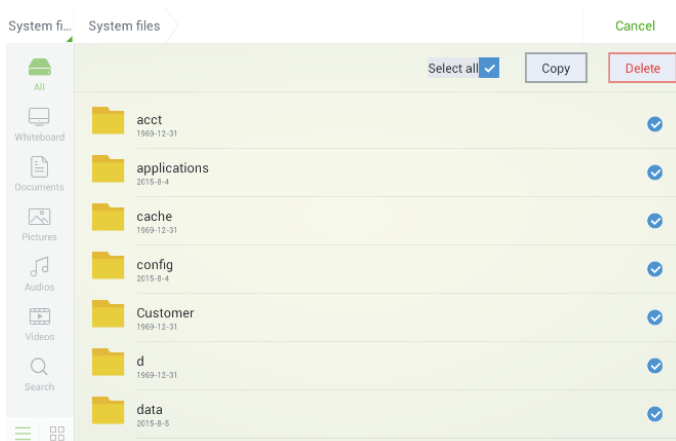 System fi...
System files
Cancel
Select all
Copy
Delete
All
Whiteboard
Documents
Pictures
Audios
Videos
Search
acct
1969-12-31
applications
2015-8-4
cache
1969-12-31
config
2015-8-4
Customer
1969-12-31
d
1969-12-31
data
2015-8-5